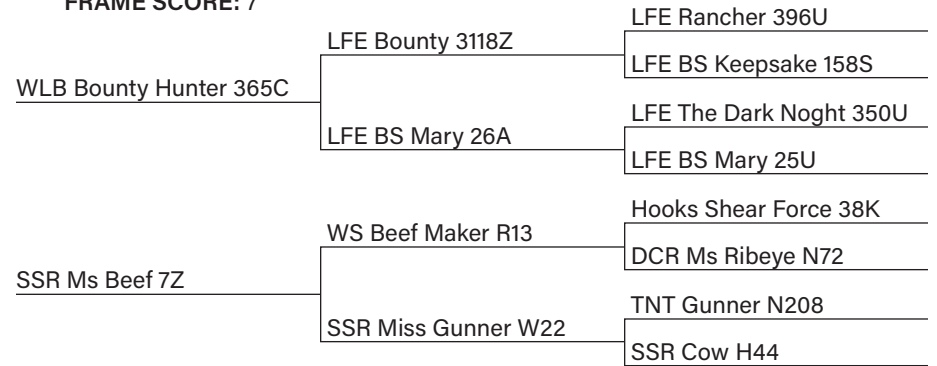 FRAME SCORE: 7
LFE Rancher 396U
LFE Bounty 3118Z
LFE BS Keepsake 158S
WLB Bounty Hunter 365C
LFE The Dark Noght 350U
LFE BS Mary 26A
LFE BS Mary 25U
Hooks Shear Force 38K
WS Beef Maker R13
DCR Ms Ribeye N72
SSR Ms Beef 7Z
TNT Gunner N208
SSR Miss Gunner W22
SSR Cow H44